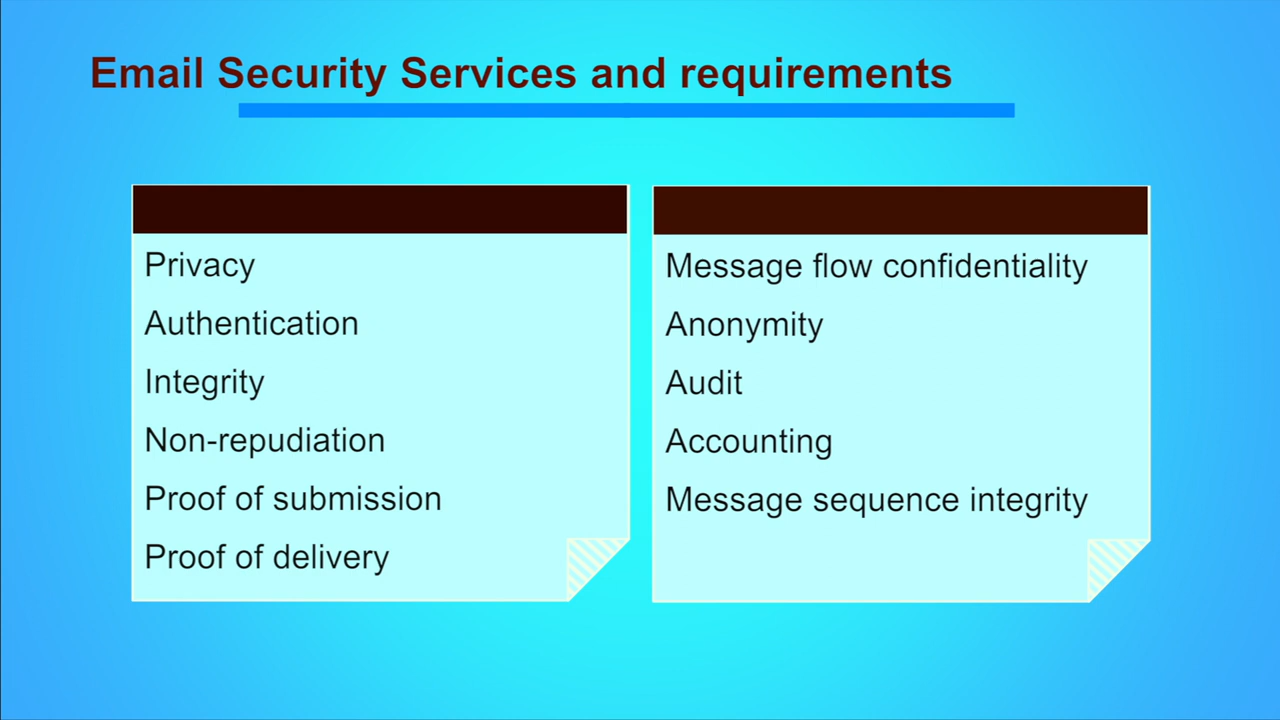 Email Security Services and requirements
Privacy
Authentication
Integrity
Non-repudiation
Proof of submission
Proof of delivery
Message flow confidentiality
Anonymity
Audit
Accounting
Message sequence integrity